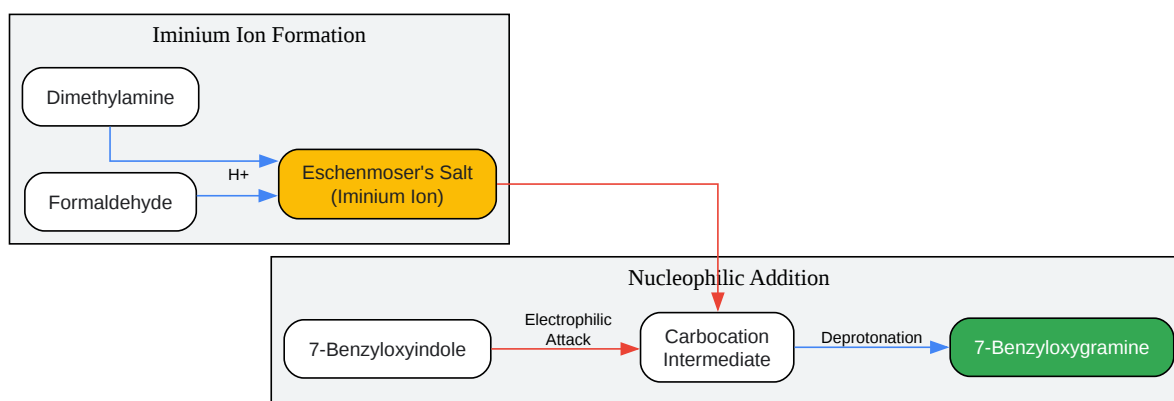 Iminium Ion Formation
Dimethylamine
Formaldehyde
H+
Eschenmoser's Salt
(Iminium Ion)
Nucleophilic Addition
7-Benzyloxyindole
Electrophilic
Attack
Carbocation
Intermediate
Deprotonation
7-Benzyloxygramine